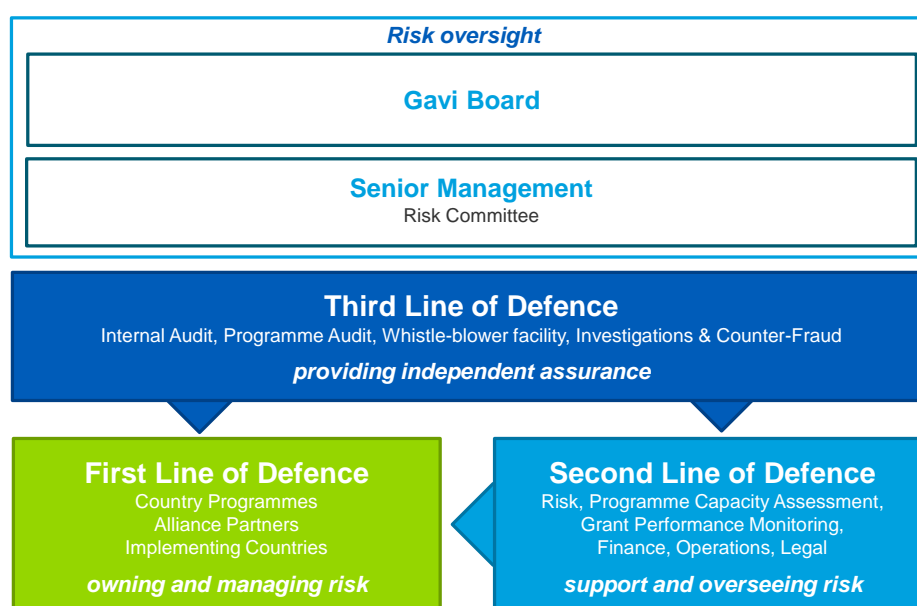 Risk oversight
Gavi Board
Senior Management
Risk Committee
Third Line of Defence
Internal Audit, Programme Audit, Whistle-blower facility, Investigations & Counter-Fraud
providing independent assurance
First Line of Defence
Country Programmes
Alliance Partners
Implementing Countries
owning and managing risk
Second Line of Defence
Risk, Programme Capacity Assessment,
Grant Performance Monitoring,
Finance, Operations, Legal
support and overseeing risk